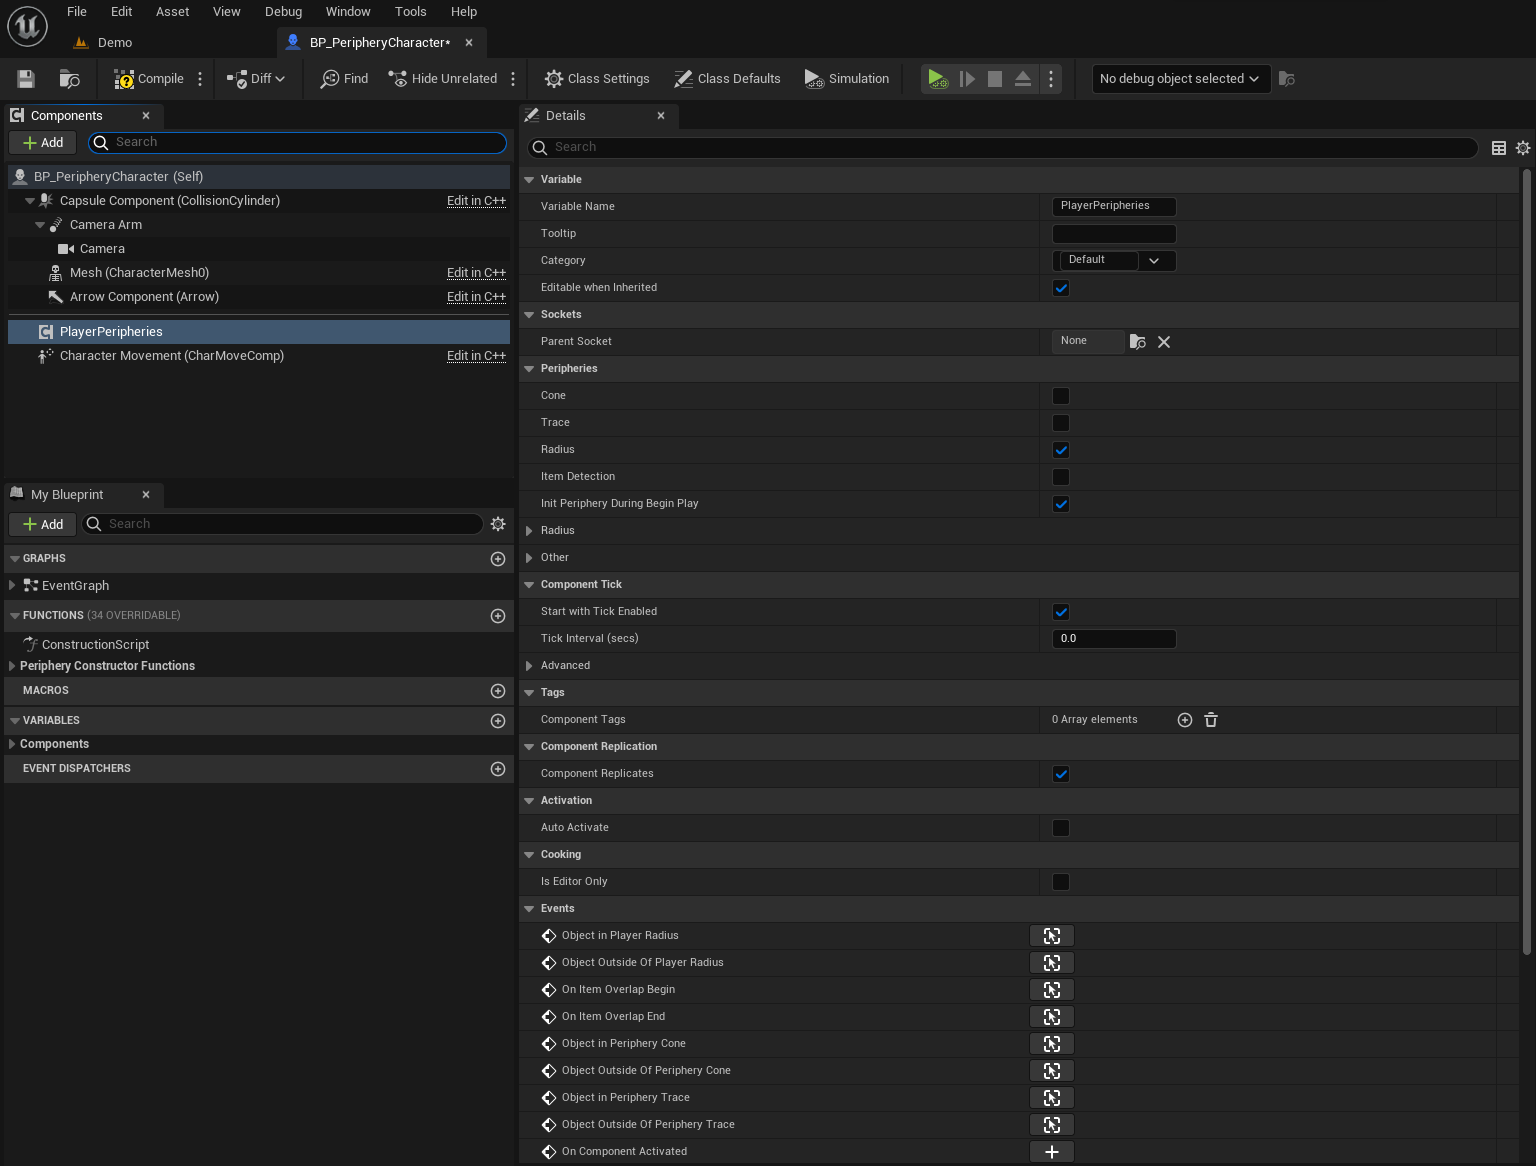 File Edit Asset View Debug Window Tools Help
Demo
BP_PeripheryCharacter*
Compile
Diff
Find
Hide Unrelated
Class Settings
Class Defaults
Simulation
No debug object selected
Components
Add
Search
BP_PeripheryCharacter (Self)
Capsule Component (CollisionCylinder) Edit in C++
Camera Arm
Camera
Mesh (CharacterMesh0) Edit in C++
Arrow Component (Arrow) Edit in C++
PlayerPeripheries
Character Movement (CharMoveComp) Edit in C++
My Blueprint
Add
Search
GRAPHS
EventGraph
FUNCTIONS (34 OVERRIDABLE)
ConstructionScript
Periphery Constructor Functions
MACROS
VARIABLES
Components
EVENT DISPATCHERS
Details
Search
Variable
Variable Name PlayerPeripheries
Tooltip
Category Default
Editable when Inherited
Sockets
Parent Socket None
Peripheries
Cone
Trace
Radius
Item Detection
Init Periphery During Begin Play
Radius
Other
Component Tick
Start with Tick Enabled
Tick Interval (secs) 0.0
Advanced
Tags
Component Tags 0 Array elements
Component Replication
Component Replicates
Activation
Auto Activate
Cooking
Is Editor Only
Events
Object in Player Radius
Object Outside Of Player Radius
On Item Overlap Begin
On Item Overlap End
Object in Periphery Cone
Object Outside Of Periphery Cone
Object in Periphery Trace
Object Outside Of Periphery Trace
On Component Activated